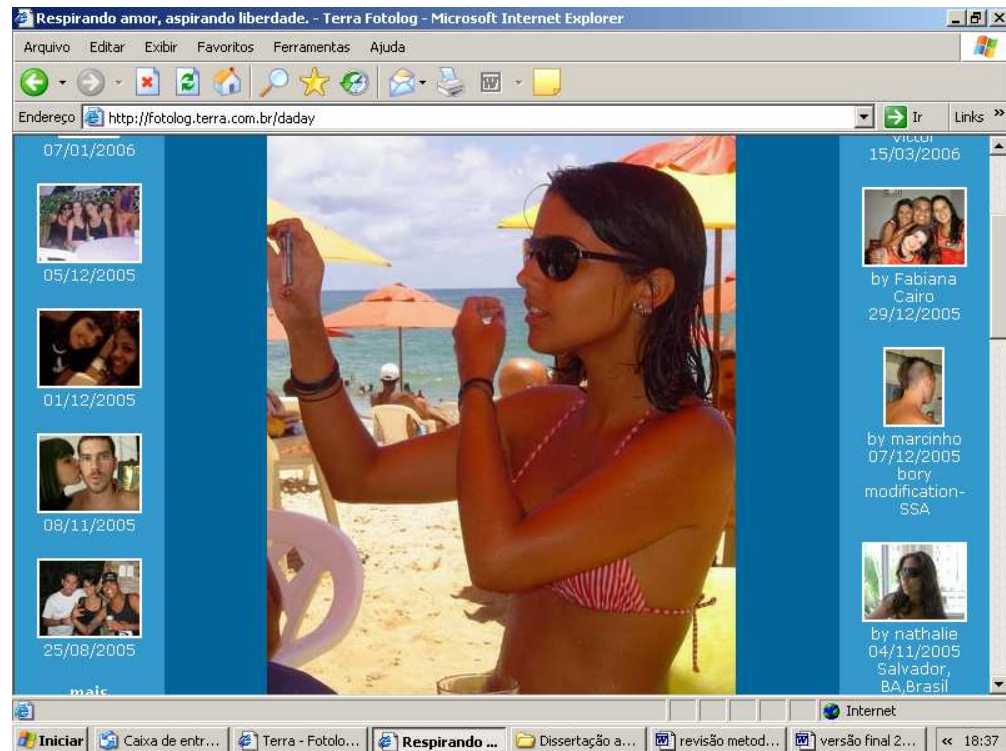 Respirando amor, aspirando liberdade. - Terra Fotolog - Microsoft Internet Explorer
Arquivo Editar Exibir Favoritos Ferramentas Ajuda
Endereço http://fotolog.terra.com.br/daday Ir Links »
07/01/2006
05/12/2005
01/12/2005
08/11/2005
25/08/2005
mais
victor
15/03/2006
by Fabiana
Cairo
29/12/2005
by marcinho
07/12/2005
bory
modification-
SSA
by nathalie
04/11/2005
Salvador,
BA,Brasil
Internet
Iniciar Caixa de entr... Terra - Fotolo... Respirando ... Dissertação a... revisão metod... versão final 2... « 18:37